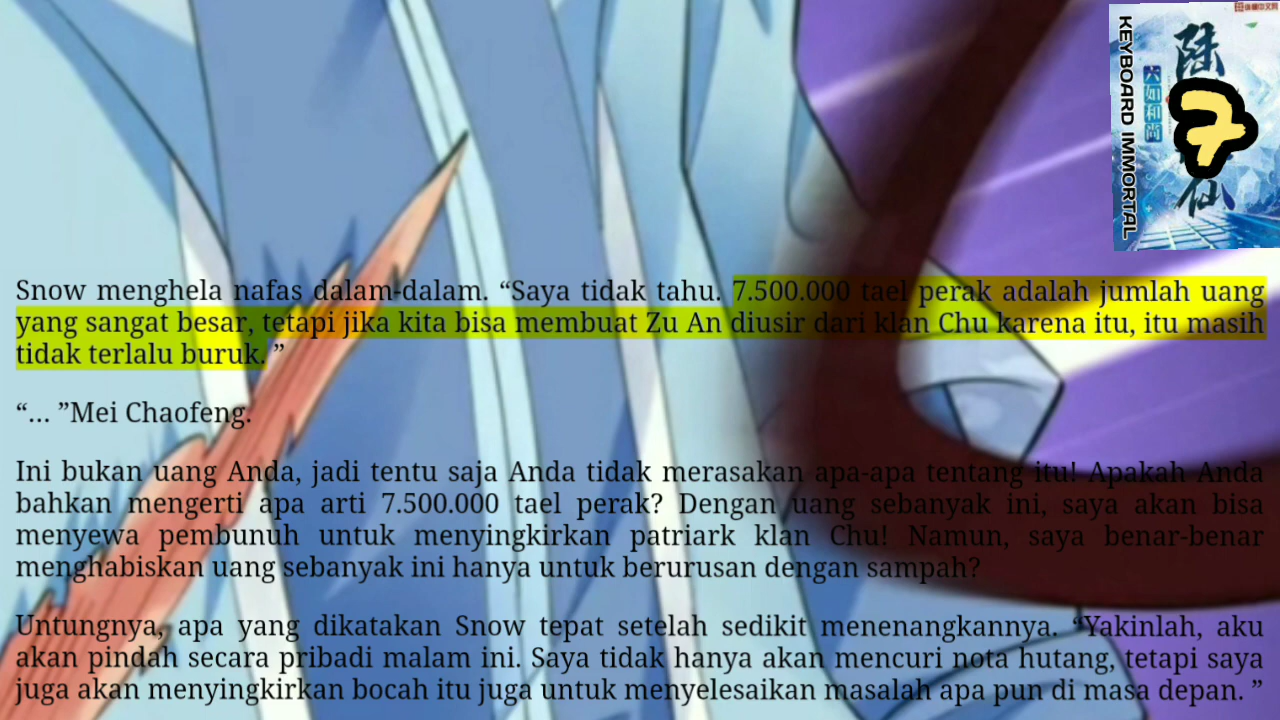 KEYBOARD IMMORTAL
陆
仙
六如和尚
7
Snow menghela nafas dalam-dalam. “Saya tidak tahu. 7.500.000 tael perak adalah jumlah uang
yang sangat besar, tetapi jika kita bisa membuat Zu An diusir dari klan Chu karena itu, itu masih
tidak terlalu buruk. ”
“… ”Mei Chaofeng.
Ini bukan uang Anda, jadi tentu saja Anda tidak merasakan apa-apa tentang itu! Apakah Anda
bahkan mengerti apa arti 7.500.000 tael perak? Dengan uang sebanyak ini, saya akan bisa
menyewa pembunuh untuk menyingkirkan patriark klan Chu! Namun, saya benar-benar
menghabiskan uang sebanyak ini hanya untuk berurusan dengan sampah?
Untungnya, apa yang dikatakan Snow tepat setelah sedikit menenangkannya. “Yakinlah, aku
akan pindah secara pribadi malam ini. Saya tidak hanya akan mencuri nota hutang, tetapi saya
juga akan menyingkirkan bocah itu juga untuk menyelesaikan masalah apa pun di masa depan. ”